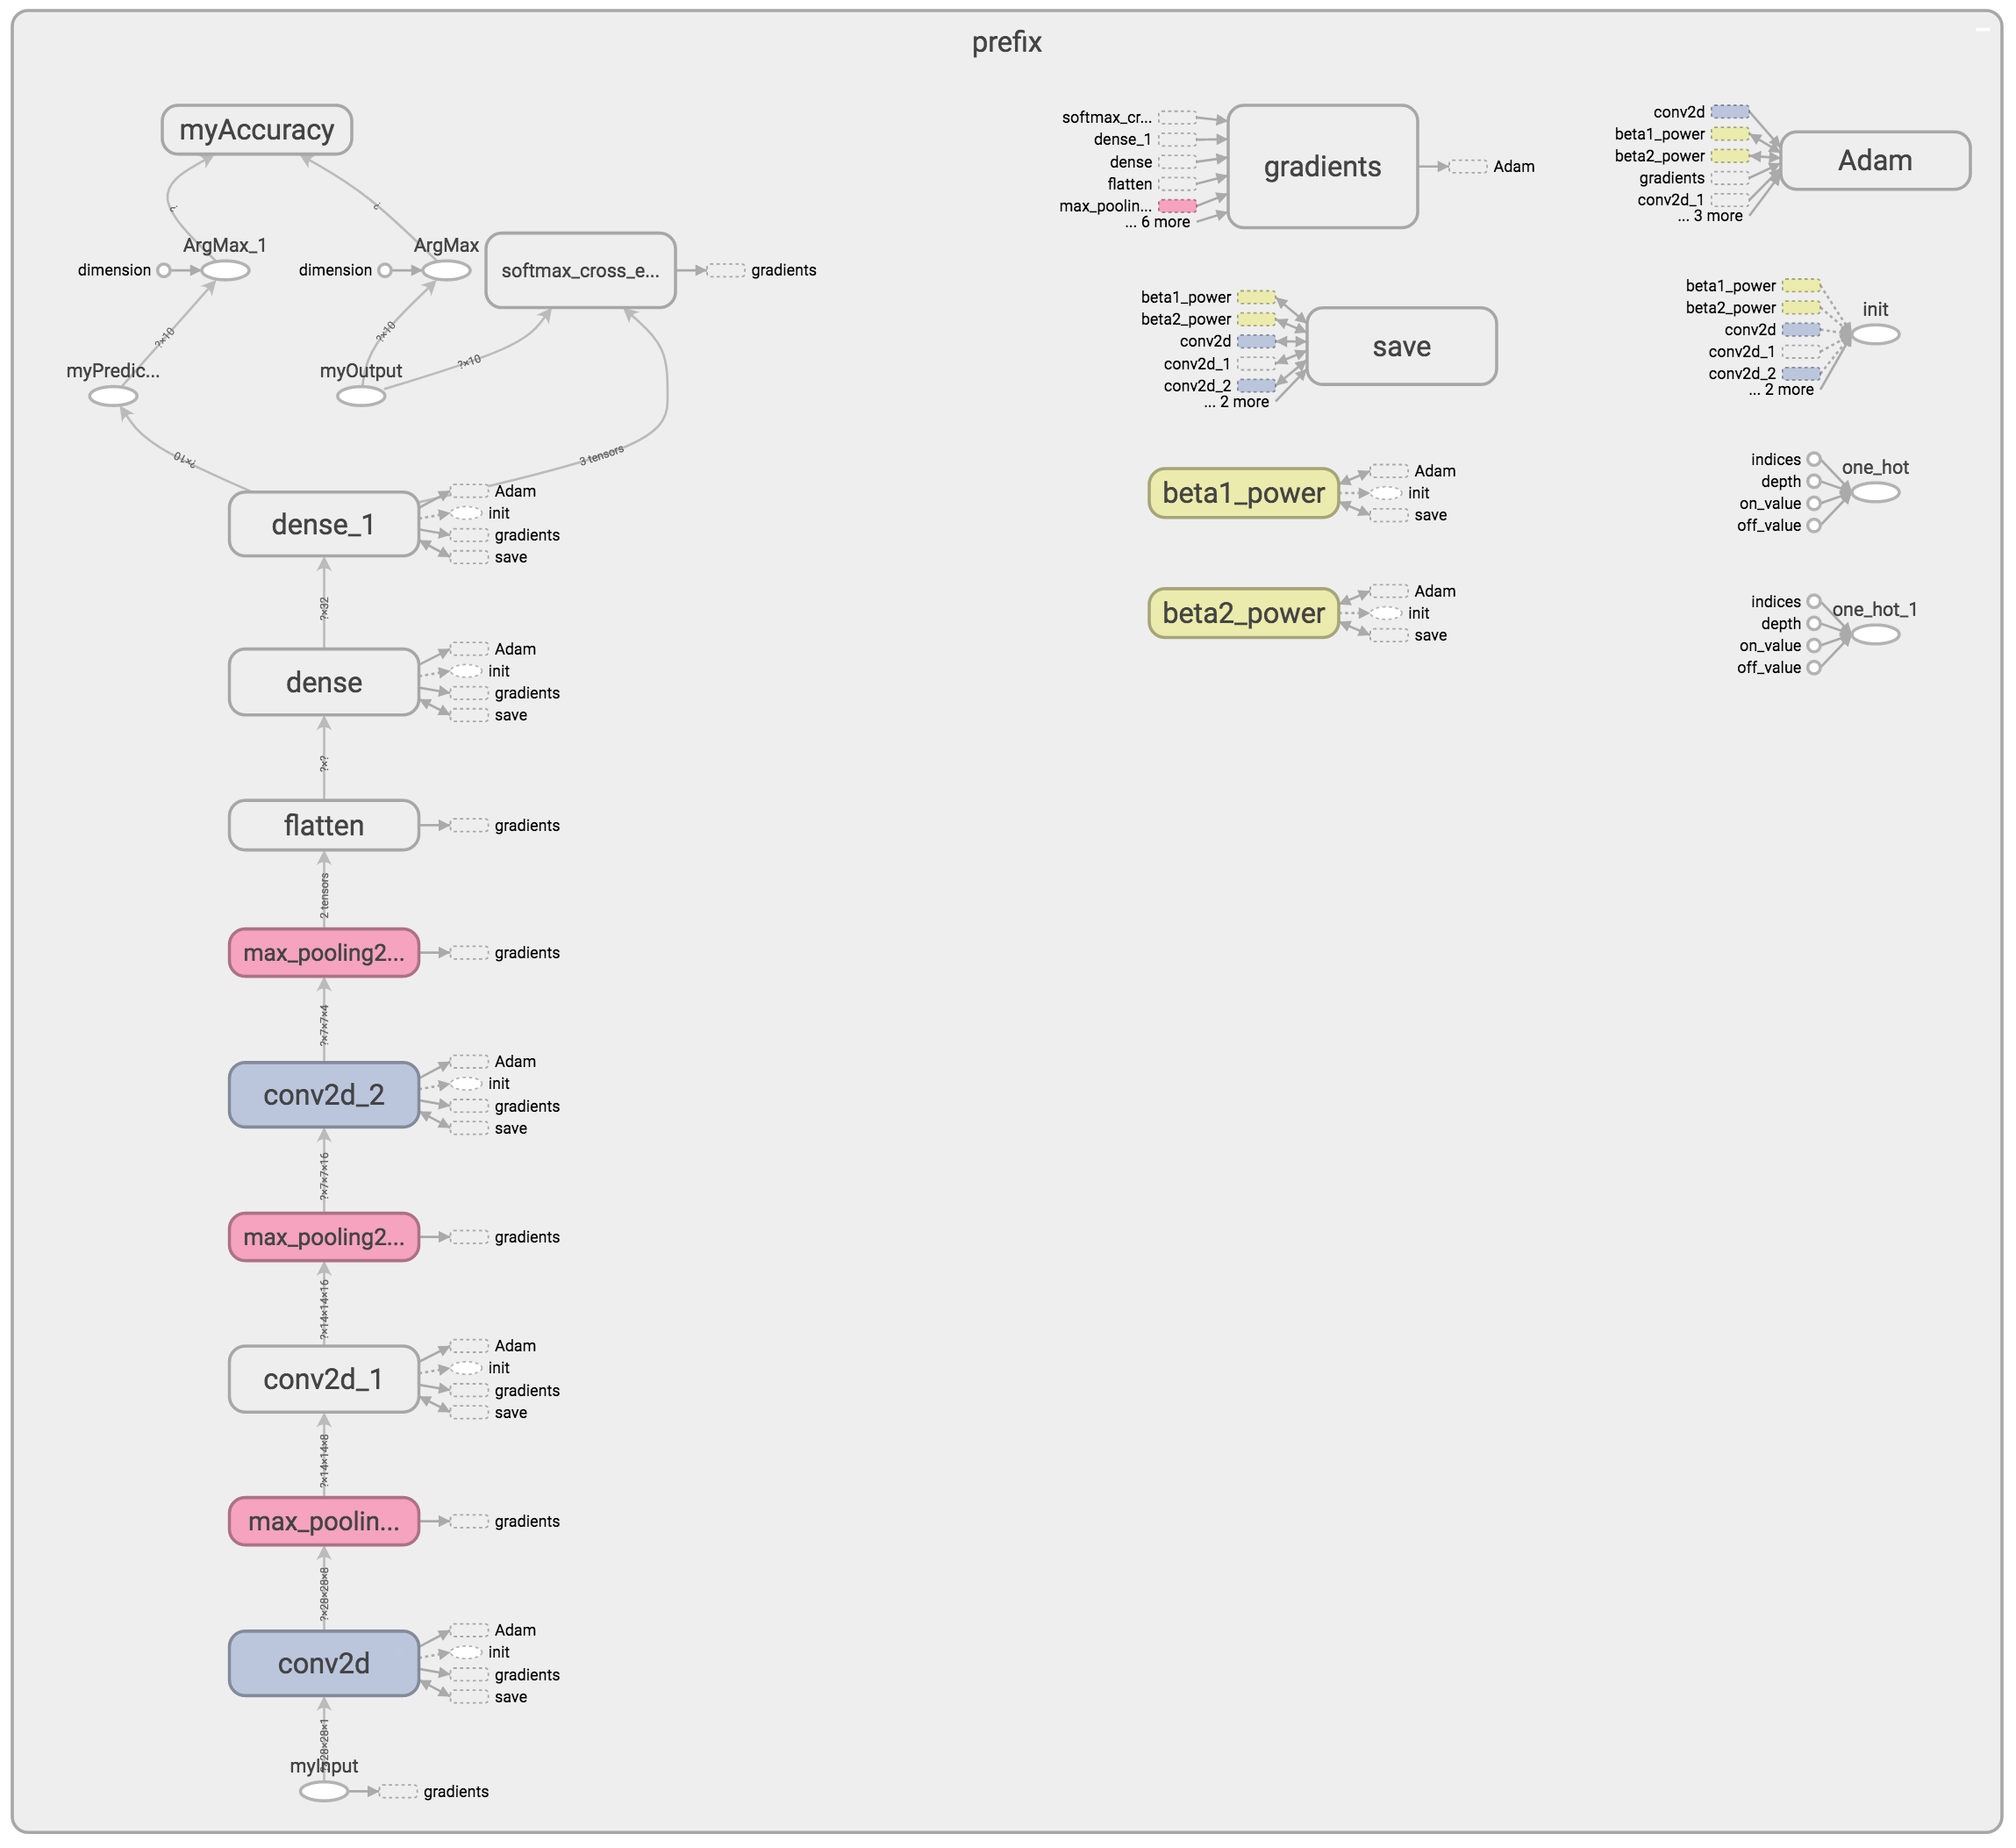 prefix
myAccuracy
?
?
ArgMax_1
dimension
ArgMax
dimension
softmax_cross_e...
gradients
?×10
?×10
?×10
myPredic...
myOutput
?×10
3 tensors
dense_1
Adam
init
gradients
save
?×32
dense
Adam
init
gradients
save
?×?
flatten
gradients
2 tensors
max_pooling2...
gradients
?×7×7×4
conv2d_2
Adam
init
gradients
save
?×7×7×16
max_pooling2...
gradients
?×14×14×16
conv2d_1
Adam
init
gradients
save
?×14×14×8
max_poolin...
gradients
?×28×28×8
conv2d
Adam
init
gradients
save
?×28×28×1
myInput
gradients
softmax_cr...
dense_1
dense
flatten
max_poolin...
... 6 more
gradients
Adam
conv2d
beta1_power
beta2_power
gradients
conv2d_1
... 3 more
Adam
beta1_power
beta2_power
conv2d
conv2d_1
conv2d_2
... 2 more
save
beta1_power
beta2_power
conv2d
conv2d_1
conv2d_2
... 2 more
init
beta1_power
Adam
init
save
indices
depth
on_value
off_value
one_hot
beta2_power
Adam
init
save
indices
depth
on_value
off_value
one_hot_1